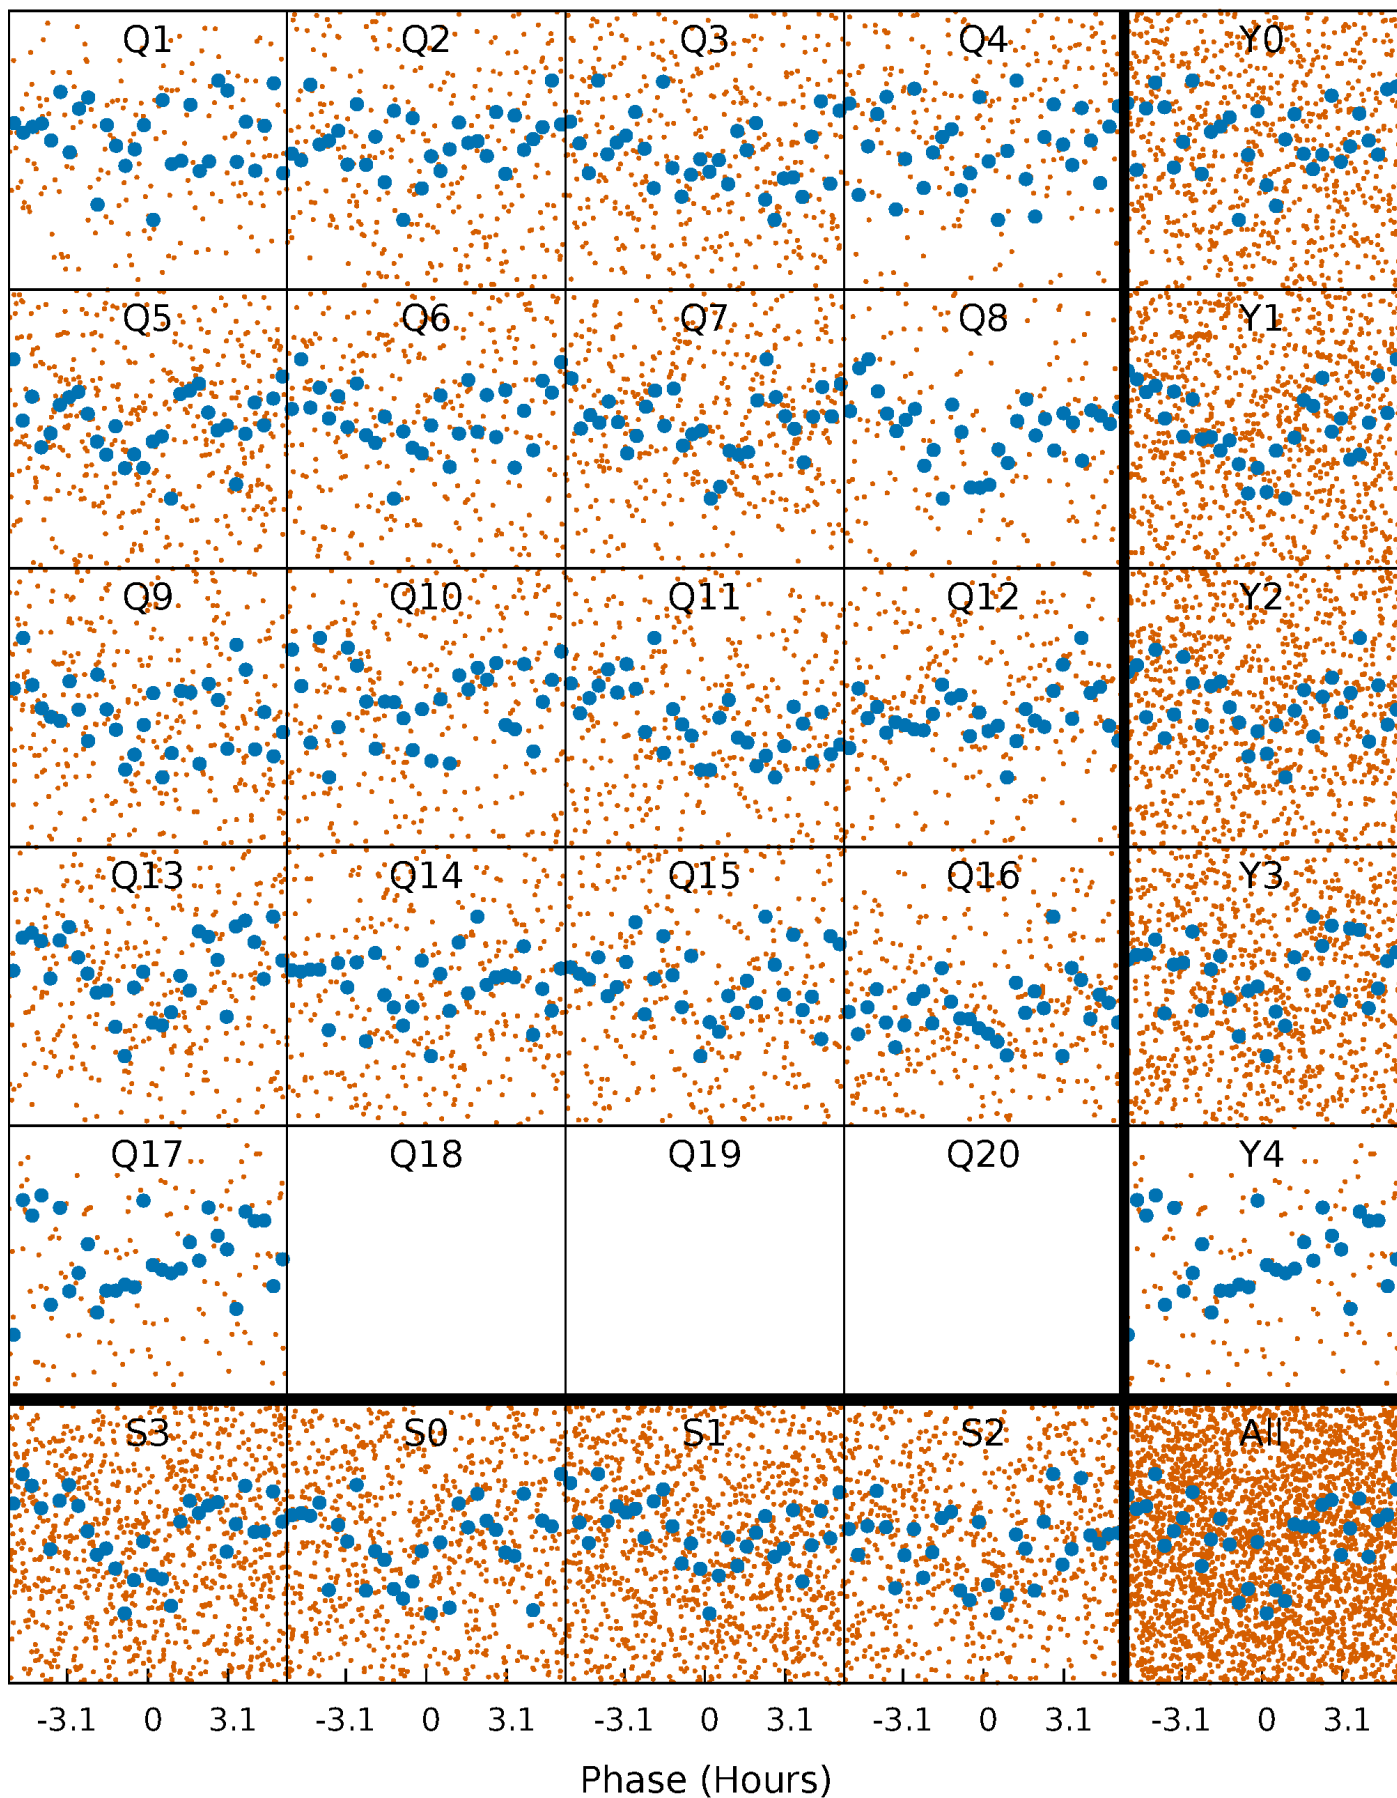 Q1 Q2 Q3 Q4 Y0
Q5 Q6 Q7 Q8 Y1
Q9 Q10 Q11 Q12 Y2
Q13 Q14 Q15 Q16 Y3
Q17 Q18 Q19 Q20 Y4
S3 S0 S1 S2 All
-3.1 0 3.1 -3.1 0 3.1 -3.1 0 3.1 -3.1 0 3.1 -3.1 0 3.1
Phase (Hours)